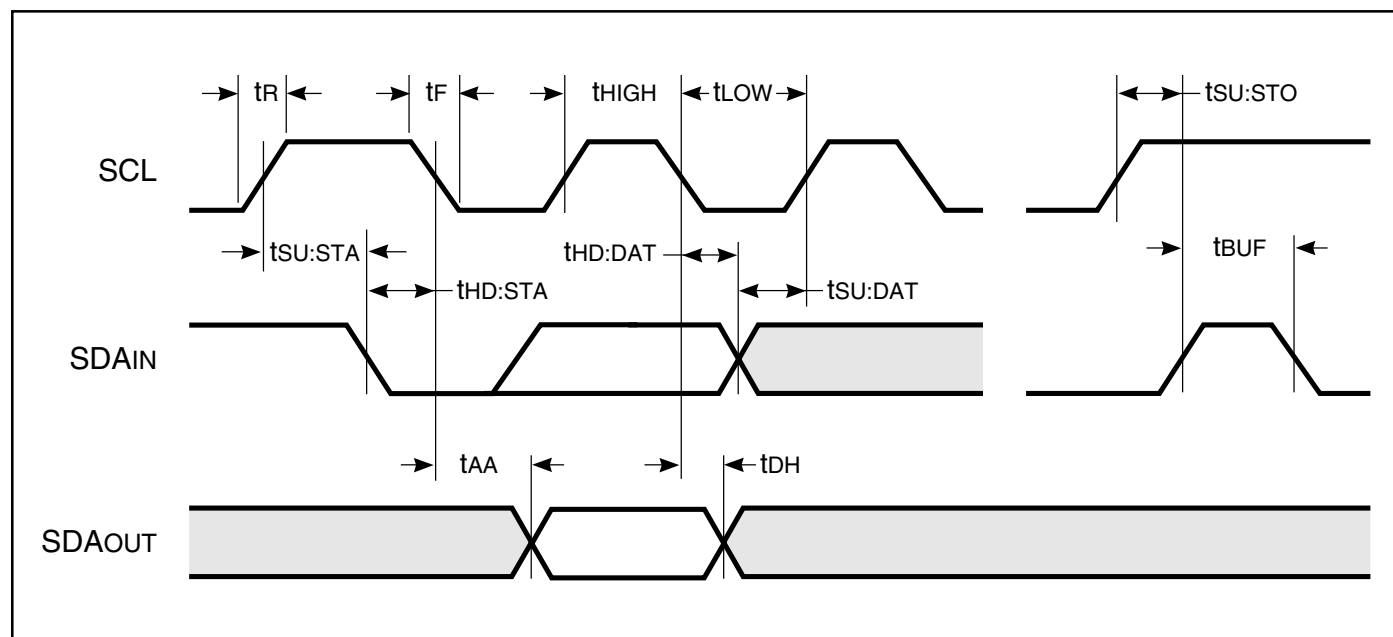 tR
tF
tHIGH
tLOW
tSU:STO
SCL
tSU:STA
tHD:DAT
tBUF
tHD:STA
tSU:DAT
SDAIN
tAA
tDH
SDAOUT